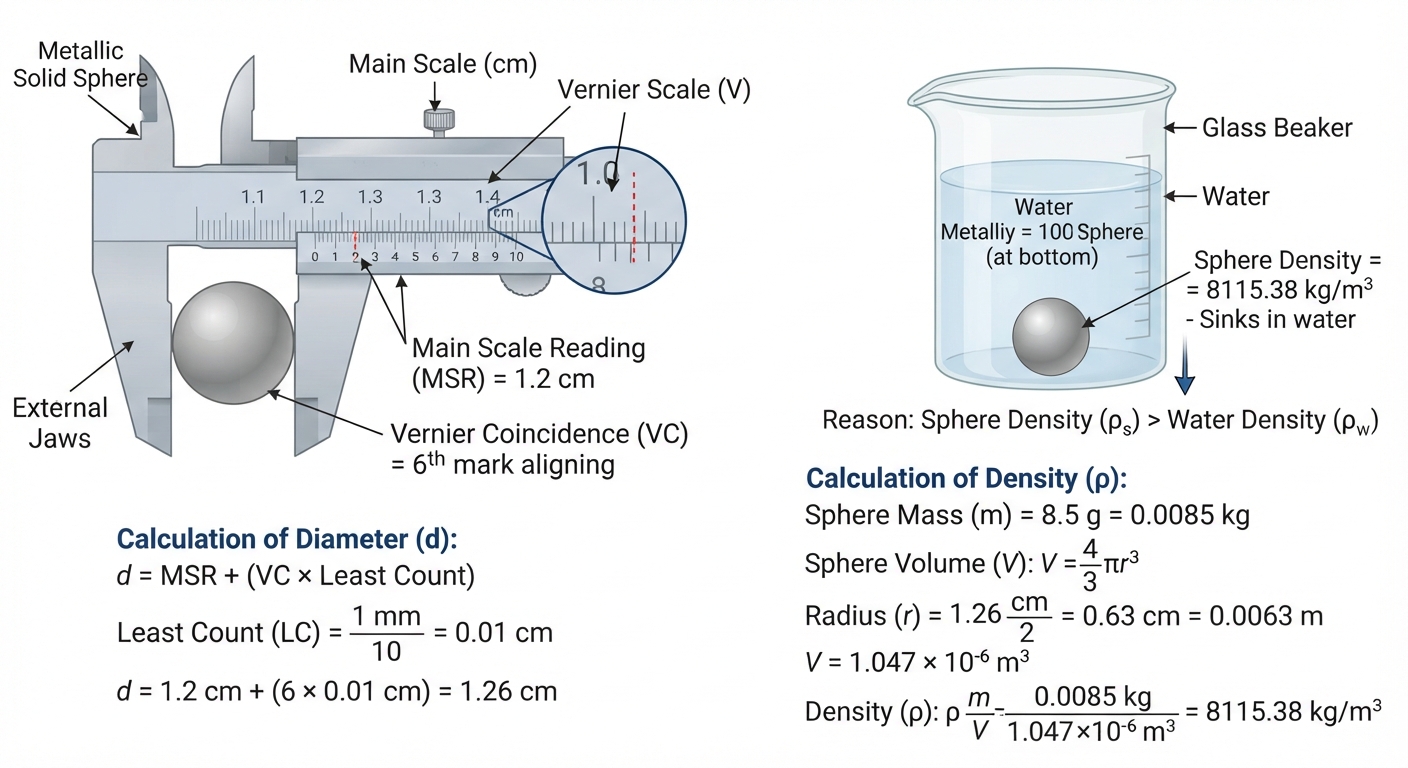 Metallic
Solid Sphere
Main Scale (cm)
Vernier Scale (V)
1.1 1.2 1.3 1.3 1.4
cm
0 1 2 3 4 5 6 7 8 9 10
1.0
8
Main Scale Reading
(MSR) = 1.2 cm
External
Jaws
Vernier Coincidence (VC)
= 6th mark aligning
Calculation of Diameter (d):
d = MSR + (VC × Least Count)
Least Count (LC) = 1 mm / 10 = 0.01 cm
d = 1.2 cm + (6 × 0.01 cm) = 1.26 cm
Glass Beaker
Water
Water
Metalliy = 100 Sphere
(at bottom)
Sphere Density =
= 8115.38 kg/m³
- Sinks in water
Reason: Sphere Density (ρₛ) > Water Density (ρ_w)
Calculation of Density (ρ):
Sphere Mass (m) = 8.5 g = 0.0085 kg
Sphere Volume (V): V = 4/3 πr³
Radius (r) = 1.26 cm/2 = 0.63 cm = 0.0063 m
V = 1.047 × 10⁻⁶ m³
Density (ρ): ρ m/V = 0.0085 kg / 1.047×10⁻⁶ m³ = 8115.38 kg/m³